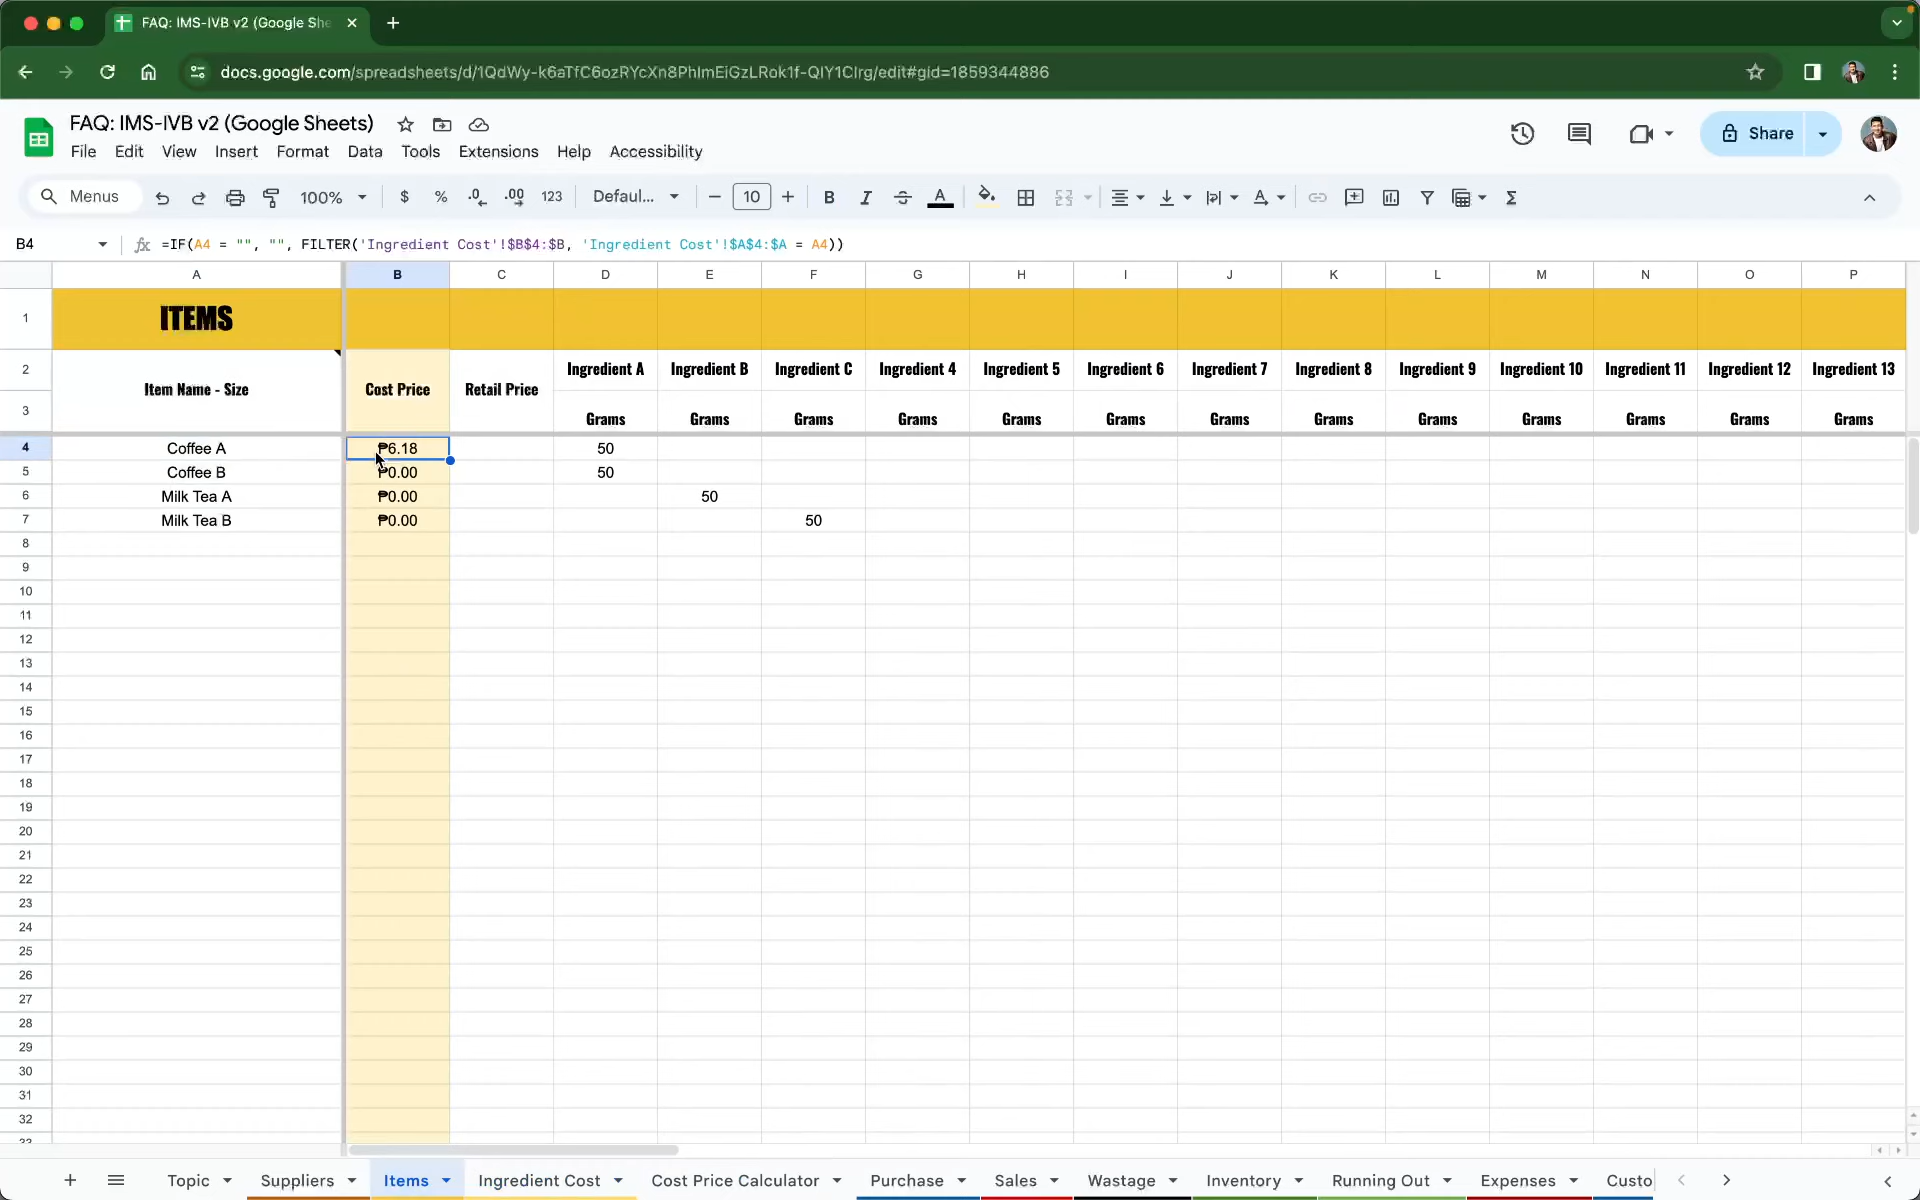 FAQ: IMS-IVB v2 (Google She
docs.google.com/spreadsheets/d/1QdWy-k6aTfC6ozRYcXn8PhImEiGzLRok1f-QIY1CIrg/edit#gid=1859344886
FAQ: IMS-IVB v2 (Google Sheets)
Share
File Edit View Insert Format Data Tools Extensions Help Accessibility
Menus 100% $ % .0 .00 123 Defaul... 10 B I S A Σ
B4 fx =IF(A4 = "", "", FILTER('Ingredient Cost'!$B$4:$B, 'Ingredient Cost'!$A$4:$A = A4))
A B C D E F G H I J K L M N O P
1 ITEMS
2 Ingredient A Ingredient B Ingredient C Ingredient 4 Ingredient 5 Ingredient 6 Ingredient 7 Ingredient 8 Ingredient 9 Ingredient 10 Ingredient 11 Ingredient 12 Ingredient 13
Item Name - Size Cost Price Retail Price
3 Grams Grams Grams Grams Grams Grams Grams Grams Grams Grams Grams Grams Grams
4 Coffee A ₱6.18 50
5 Coffee B ₱0.00 50
6 Milk Tea A ₱0.00 50
7 Milk Tea B ₱0.00 50
8
9
10
11
12
13
14
15
16
17
18
19
20
21
22
23
24
25
26
27
28
29
30
31
32
Topic Suppliers Items Ingredient Cost Cost Price Calculator Purchase Sales Wastage Inventory Running Out Expenses Custo